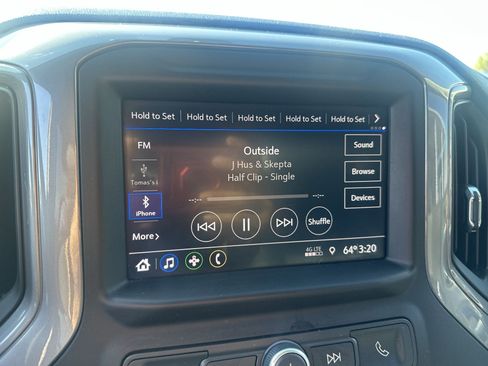 Hold to Set Hold to Set Hold to Set Hold to Set Hold to Set
FM
Outside
Sound
J Hus & Skepta
Tomas's i
Half Clip - Single
Browse
iPhone
--:-- --:--
Devices
Shuffle
More
4G LTE
64° 3:20